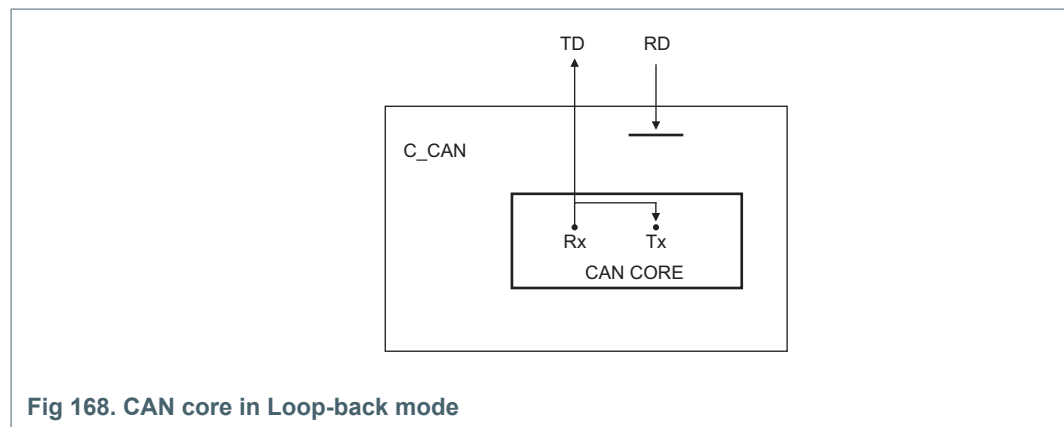 TD RD
C_CAN
Rx Tx
CAN CORE
Fig 168. CAN core in Loop-back mode